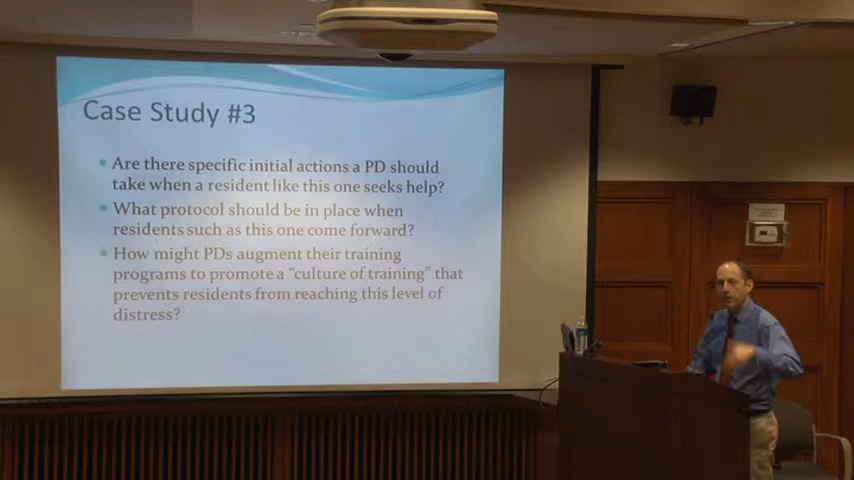 Case Study #3
Are there specific initial actions a PD should
take when a resident like this one seeks help?
What protocol should be in place when
residents such as this one come forward?
How might PDs augment their training
programs to promote a “culture of training” that
prevents residents from reaching this level of
distress?